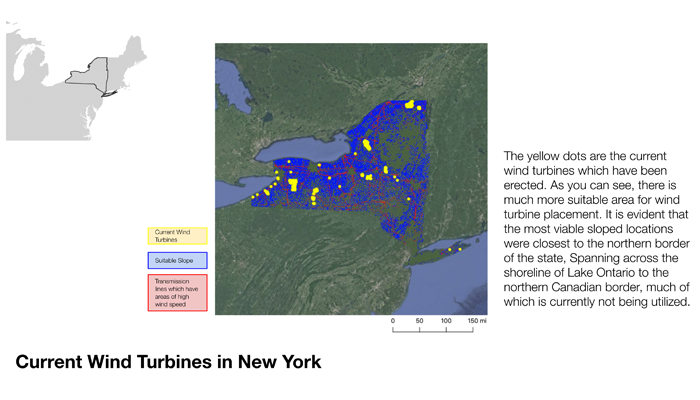 The yellow dots are the current
wind turbines which have been
erected. As you can see, there is
much more suitable area for wind
turbine placement. It is evident that
the most viable sloped locations
were closest to the northern border
of the state, Spanning across the
shoreline of Lake Ontario to the
northern Canadian border, much of
which is currently not being utilized.
Current Wind
Turbines
Suitable Slope
Transmission
lines which have
areas of high
wind speed
0 50 100 150 mi
Current Wind Turbines in New York